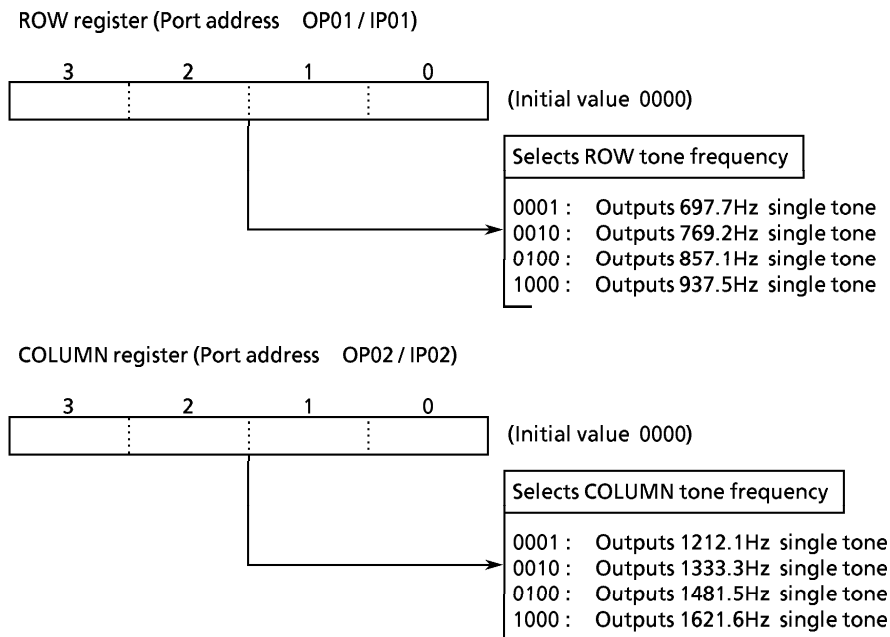 ROW register (Port address OP01 / IP01)
3 2 1 0
(Initial value 0000)
Selects ROW tone frequency
0001 : Outputs 697.7Hz single tone
0010 : Outputs 769.2Hz single tone
0100 : Outputs 857.1Hz single tone
1000 : Outputs 937.5Hz single tone
COLUMN register (Port address OP02 / IP02)
3 2 1 0
(Initial value 0000)
Selects COLUMN tone frequency
0001 : Outputs 1212.1Hz single tone
0010 : Outputs 1333.3Hz single tone
0100 : Outputs 1481.5Hz single tone
1000 : Outputs 1621.6Hz single tone